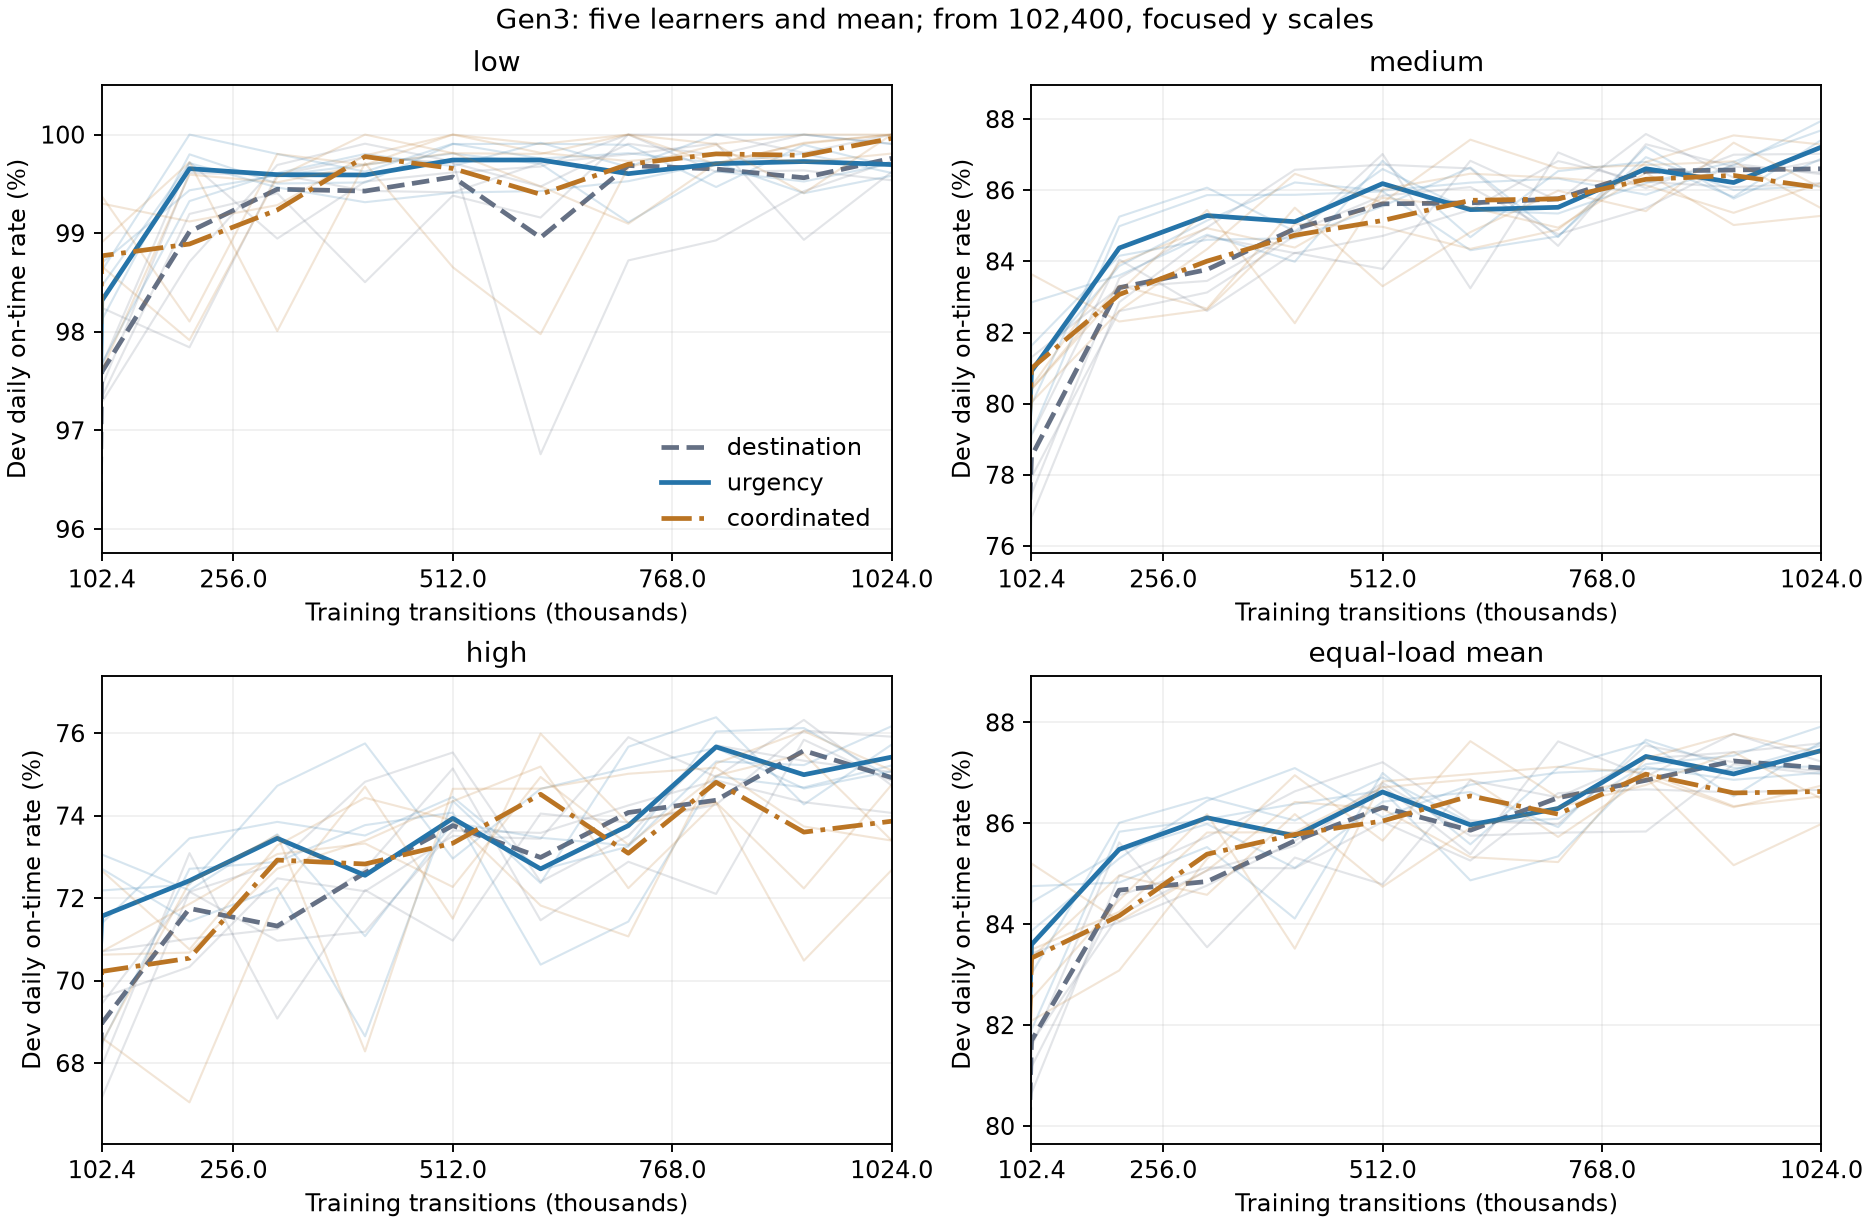 Gen3: five learners and mean; from 102,400, focused y scales
low
Dev daily on-time rate (%)
100
99
98
97
96
destination
urgency
coordinated
102.4 256.0 512.0 768.0 1024.0
Training transitions (thousands)
medium
Dev daily on-time rate (%)
88
86
84
82
80
78
76
102.4 256.0 512.0 768.0 1024.0
Training transitions (thousands)
high
Dev daily on-time rate (%)
76
74
72
70
68
102.4 256.0 512.0 768.0 1024.0
Training transitions (thousands)
equal-load mean
Dev daily on-time rate (%)
88
86
84
82
80
102.4 256.0 512.0 768.0 1024.0
Training transitions (thousands)